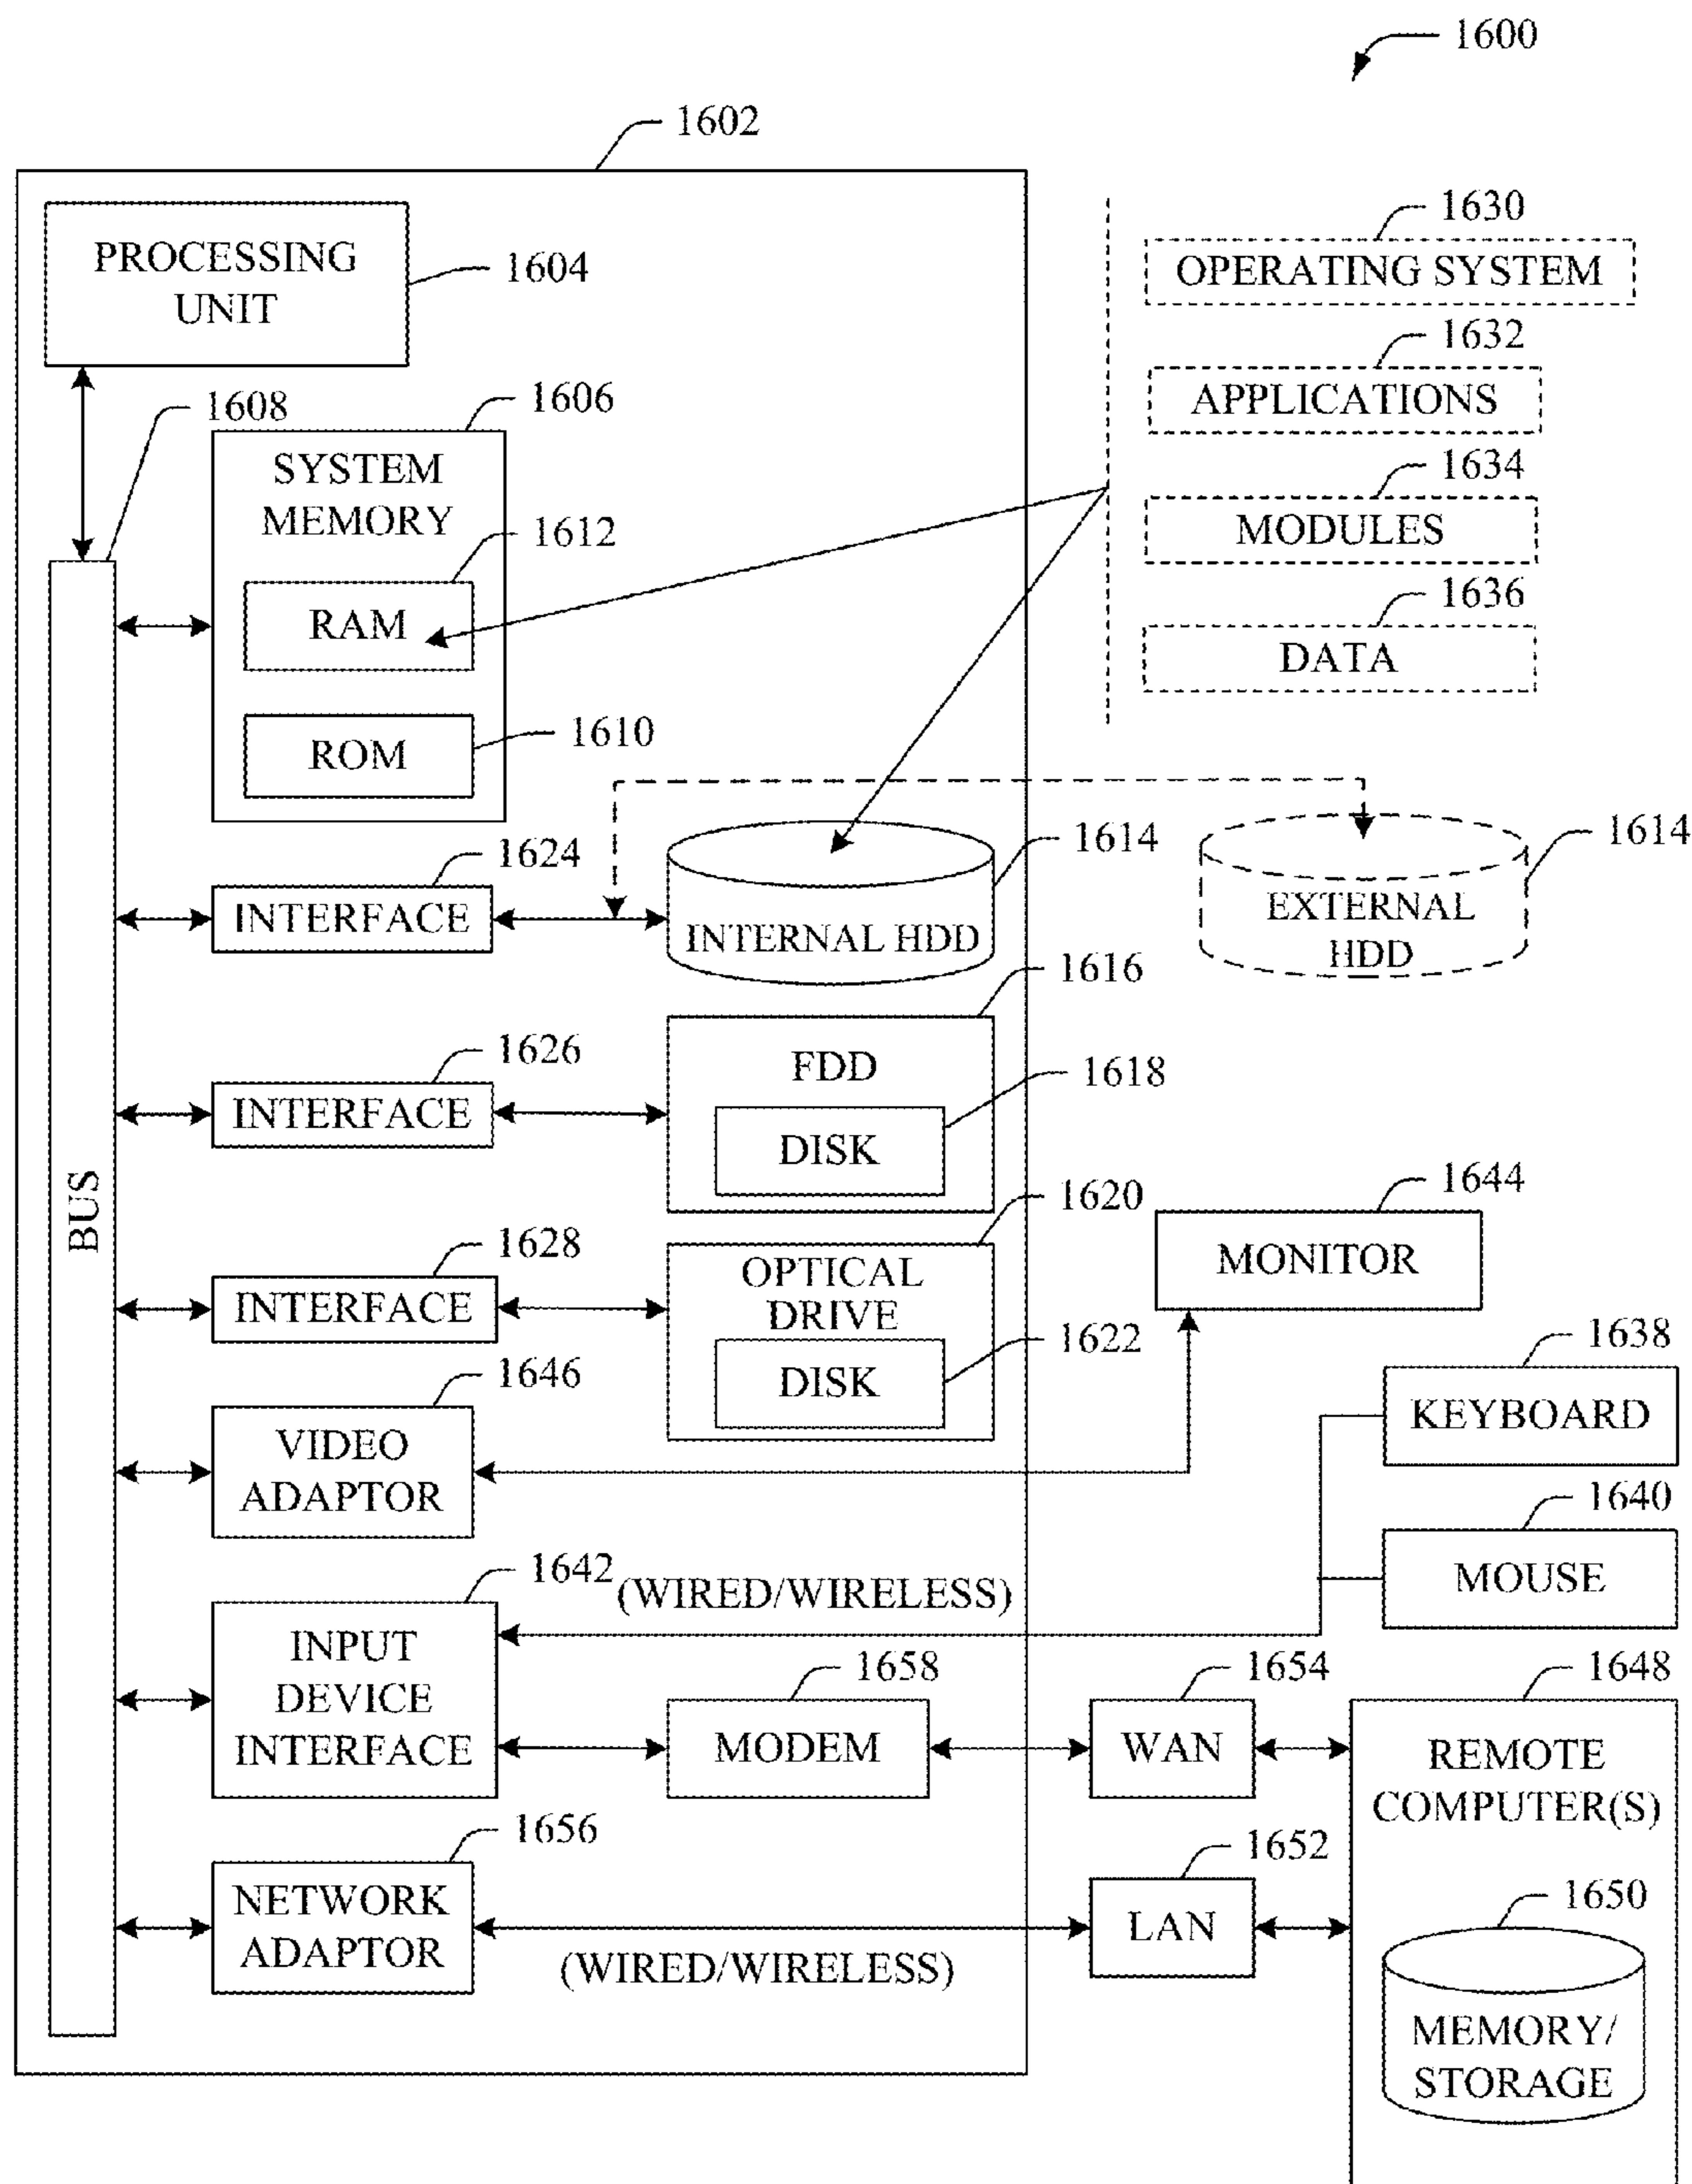 1600
1602
PROCESSING
UNIT
1604
1630
OPERATING SYSTEM
1632
APPLICATIONS
1634
MODULES
1636
DATA
1608
1606
SYSTEM
MEMORY
1612
RAM
1610
ROM
BUS
1624
INTERFACE
1614
INTERNAL HDD
1614
EXTERNAL
HDD
1626
INTERFACE
1616
FDD
1618
DISK
1628
INTERFACE
1620
OPTICAL
DRIVE
1622
DISK
1644
MONITOR
1646
VIDEO
ADAPTOR
1638
KEYBOARD
1640
MOUSE
1642
(WIRED/WIRELESS)
INPUT
DEVICE
INTERFACE
1658
MODEM
1654
WAN
1648
REMOTE
COMPUTER(S)
1656
NETWORK
ADAPTOR
(WIRED/WIRELESS)
1652
LAN
1650
MEMORY/
STORAGE